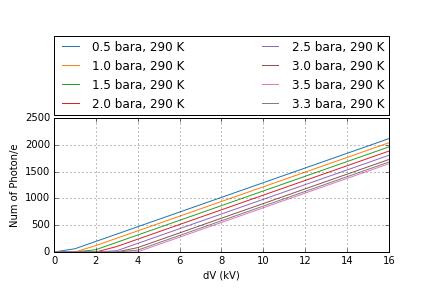 0.5 bara, 290 K
1.0 bara, 290 K
1.5 bara, 290 K
2.0 bara, 290 K
2.5 bara, 290 K
3.0 bara, 290 K
3.5 bara, 290 K
3.3 bara, 290 K
2500
2000
1500
1000
500
0
Num of Photon/e
0 2 4 6 8 10 12 14 16
dV (kV)